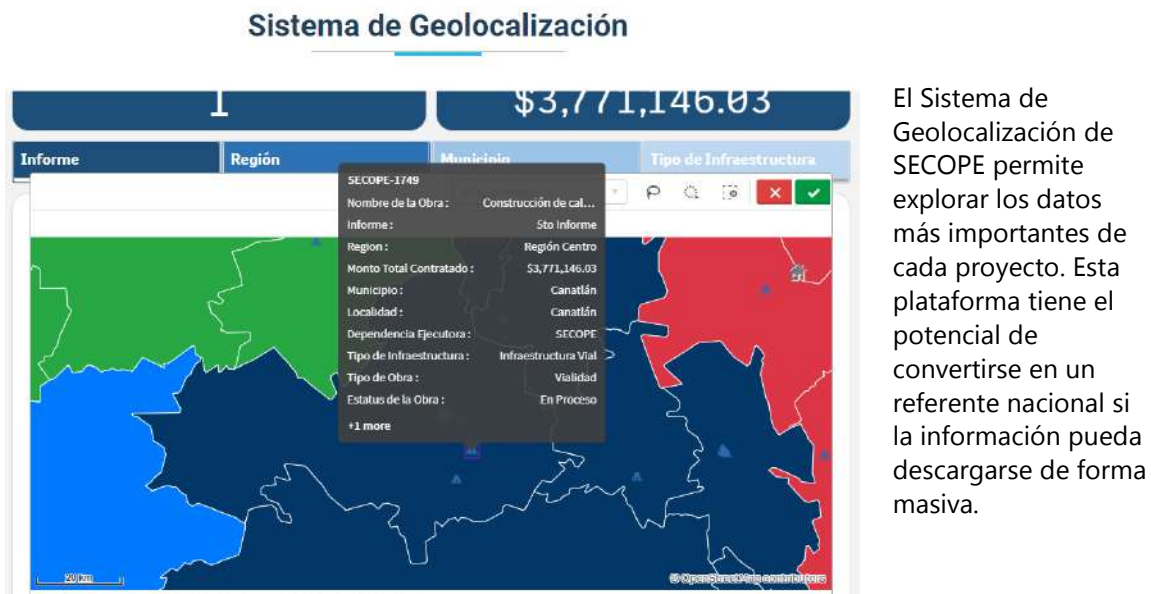 Sistema de Geolocalización
1
$3,771,146.03
Informe
Región
Municipio
Tipo de Infraestructura
SECOPE-1749
Nombre de la Obra : Construcción de cal...
Informe : 5to Informe
Region : Región Centro
Monto Total Contratado : $3,771,146.03
Municipio : Canatlán
Localidad : Canatlán
Dependencia Ejecutora : SECOPE
Tipo de Infraestructura : Infraestructura Vial
Tipo de Obra : Vialidad
Estatus de la Obra : En Proceso
+1 more
20 km
© OpenStreetMap contributors
El Sistema de
Geolocalización de
SECOPE permite
explorar los datos
más importantes de
cada proyecto. Esta
plataforma tiene el
potencial de
convertirse en un
referente nacional si
la información pueda
descargarse de forma
masiva.